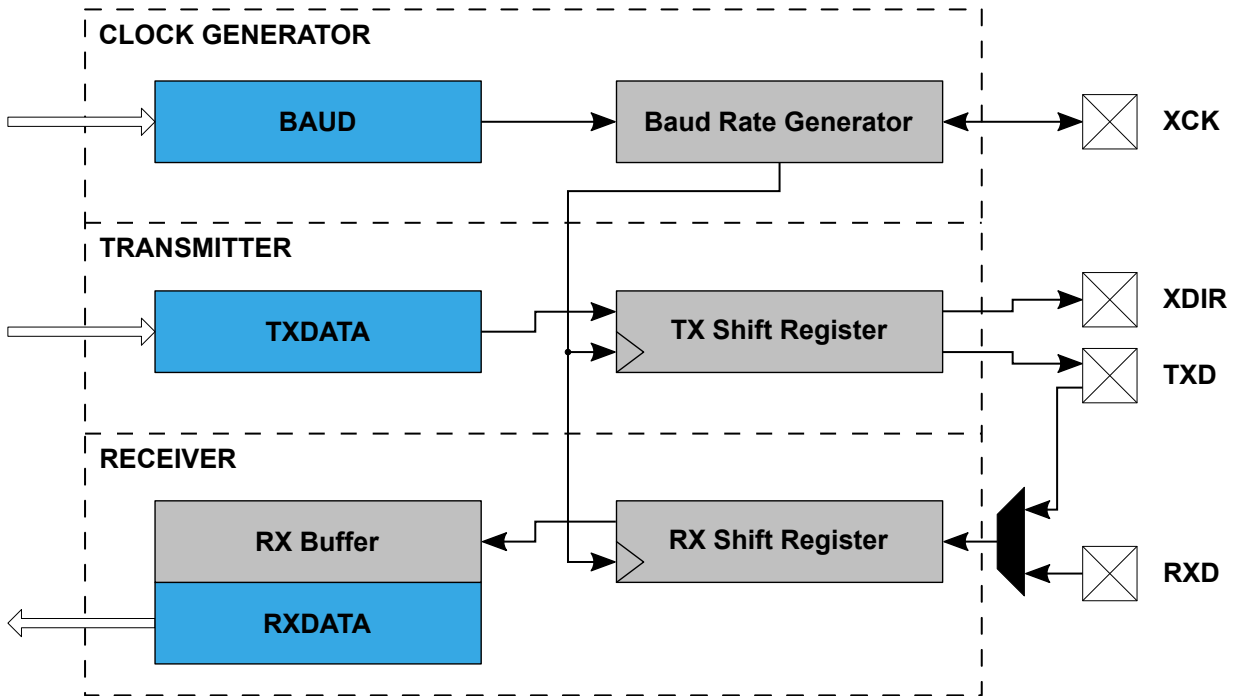 CLOCK GENERATOR
BAUD
Baud Rate Generator
XCK
TRANSMITTER
TXDATA
TX Shift Register
XDIR
TXD
RECEIVER
RX Buffer
RX Shift Register
RXD
RXDATA